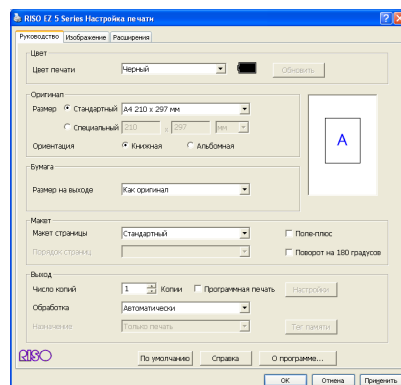 RISO EZ 5 Series Настройка печати
Руководство Изображение Расширения
Цвет
Цвет печати Черный Обновить
Оригинал
Размер Стандартный A4 210 x 297 мм
Специальный 210 x 297 мм
Ориентация Книжная Альбомная
A
Бумага
Размер на выходе Как оригинал
Макет
Макет страницы Стандартный Поле-плюс
Порядок страниц Поворот на 180 градусов
Выход
Число копий 1 Копии Программная печать Настройки
Обработка Автоматически
Назначение Только печать Тег памяти
RISO По умолчанию Справка О программе...
OK Отмена Применить